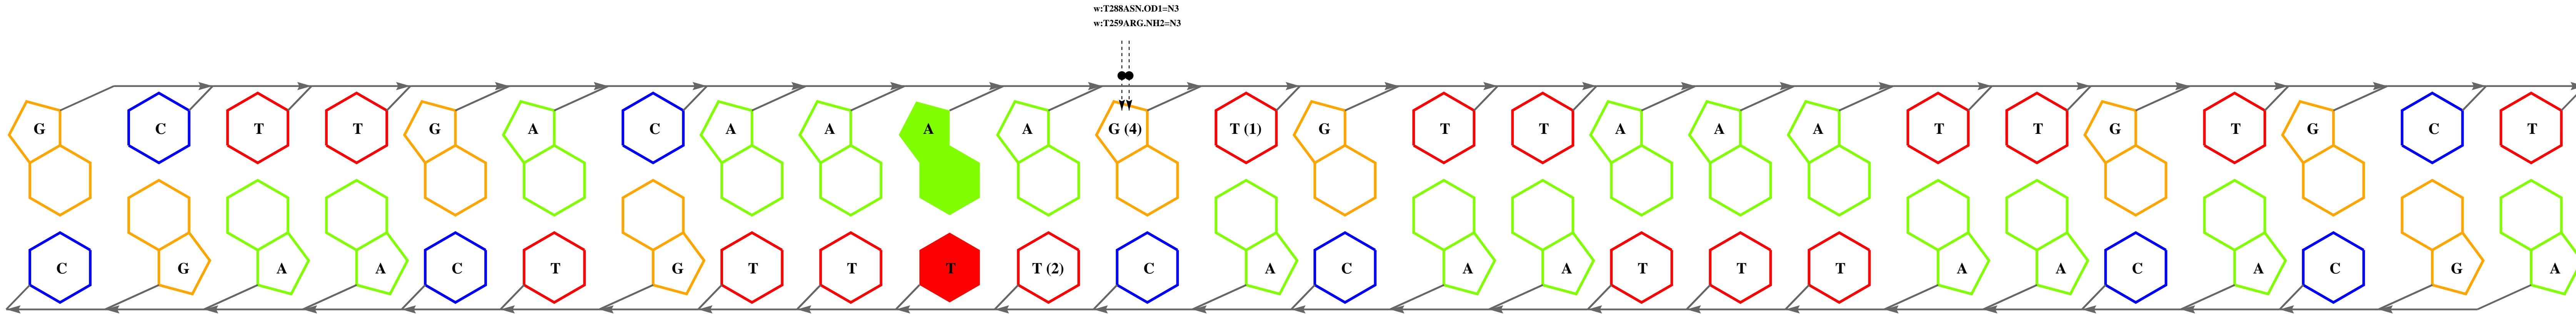 w:T288ASN.OD1=N3
w:T259ARG.NH2=N3
G C T T G A C A A A A G (4) T (1) G T T A A A T T G T G C T
C G A A C T G T T T T (2) C A C A A T T T A A C A C G A